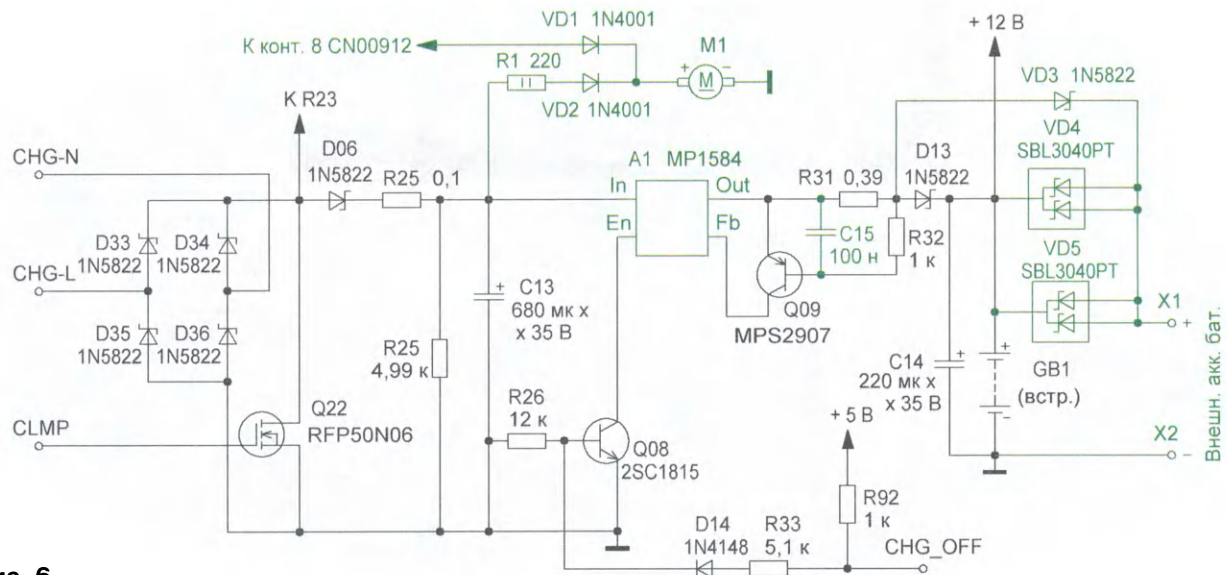 VD1 1N4001
К конт. 8 CN00912
R1 220
VD2 1N4001
M1
+
M
−
+ 12 В
VD3 1N5822
VD4
SBL3040PT
К R23
CHG-N
D06
1N5822
R25 0,1
A1 MP1584
In
Out
En
Fb
R31 0,39
D13
1N5822
D33
1N5822
D34
1N5822
CHG-L
C15
100 н
R32
1 к
VD5
SBL3040PT
D35
1N5822
D36
1N5822
+
C13
680 мк х
х 35 В
Q09
MPS2907
X1
+
R25
4,99 к
C14
220 мк х
х 35 В
+
+
GB1
(встр.)
−
Внешн. акк. бат.
Q22
RFP50N06
CLMP
R26
12 к
Q08
2SC1815
+ 5 В
X2
−
R92
1 к
D14
1N4148
R33
5,1 к
CHG_OFF